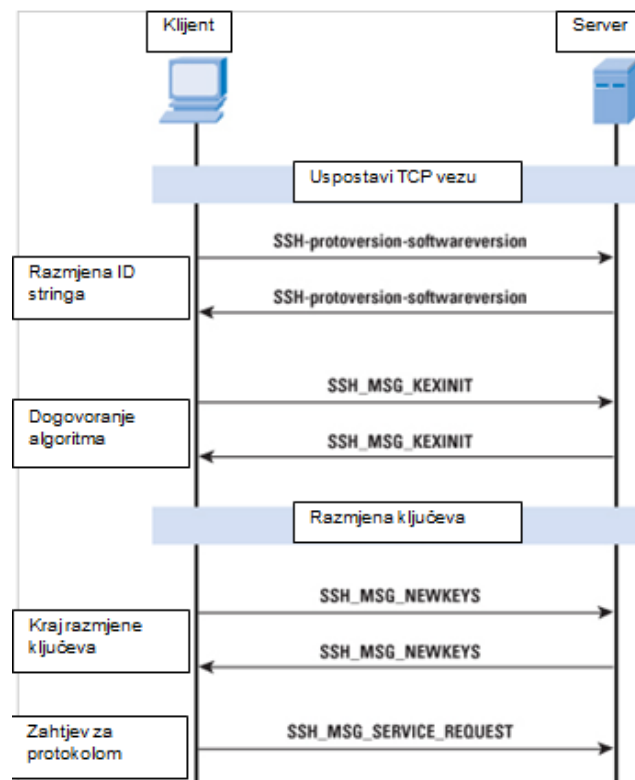 Klijent
Server
Uspostavi TCP vezu
SSH-protoversion-softwareversion
Razmjena ID
stringa
SSH-protoversion-softwareversion
SSH_MSG_KEXINIT
Dogovoranje
algoritma
SSH_MSG_KEXINIT
Razmjena ključeva
SSH_MSG_NEWKEYS
Kraj razmjene
ključeva
SSH_MSG_NEWKEYS
Zahtjev za
protokolom
SSH_MSG_SERVICE_REQUEST